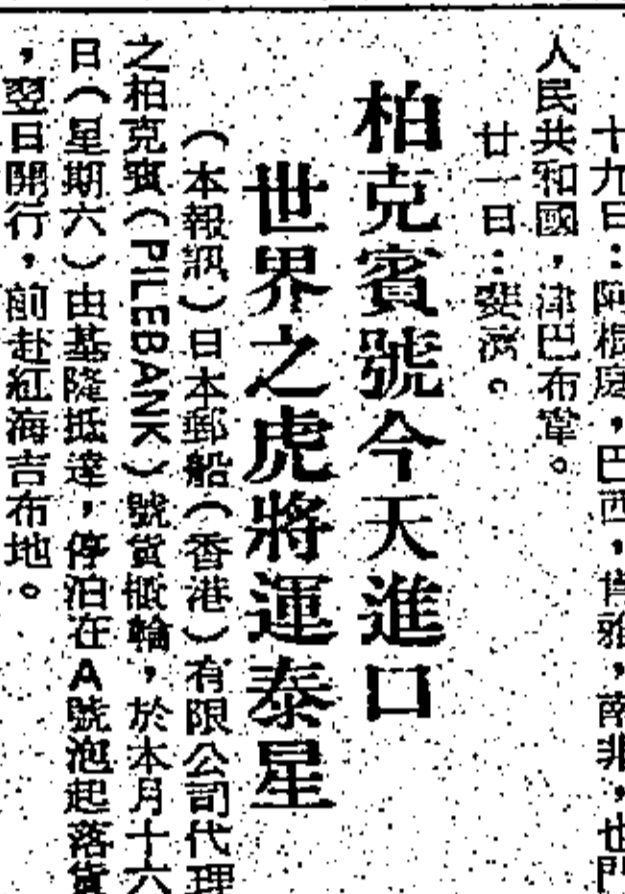 十九日：阿根廷，巴西，肯雅，南非，也門
人民共和國，津巴布韋。
廿一日：斐濟。
柏克賓號今天進口
世界之虎將運泰星
（本報訊）日本郵船（香港）有限公司代理
之柏克賓（PILEBANK）號貨櫃輪，於本月十六
日（星期六）由基隆抵達，停泊在A號泡起落貨
，翌日開行，前赴紅海吉布地。